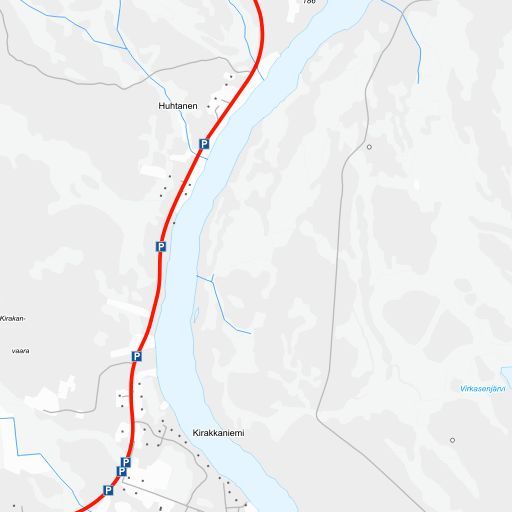 786
Huhtanen
P
P
Kirakan-
vaara
P
Virkasenjärvi
Kirakkaniemi
P
P
P